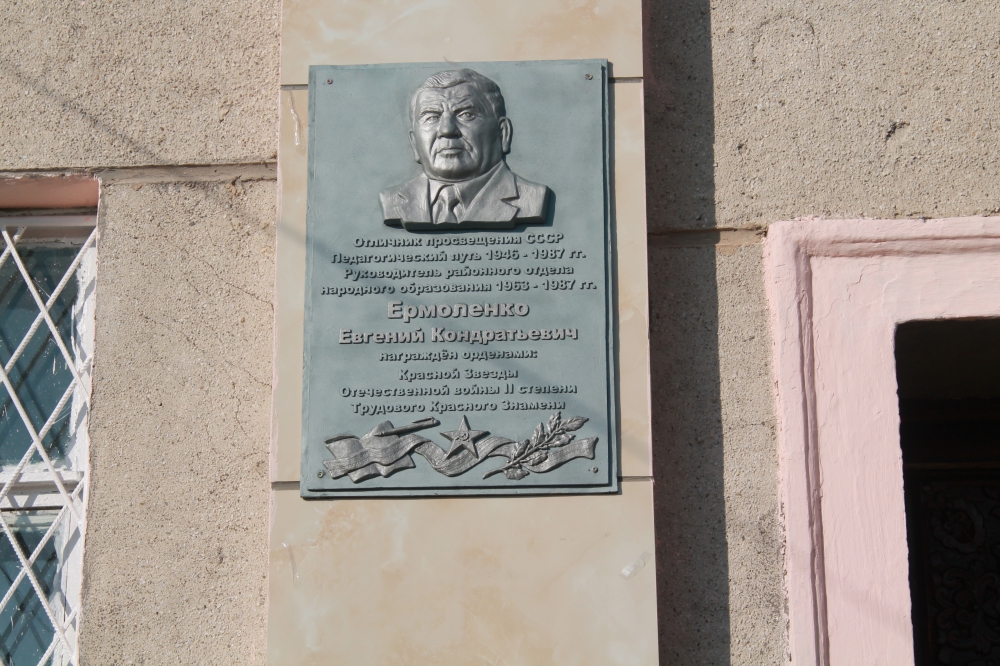 Отличник просвещения СССР
Педагогический путь 1946 - 1987 гг.
Руководитель районного отдела
народного образования 1963 - 1987 гг.
Ермоленко
Евгений Кондратьевич
награждён орденами:
Красной Звезды
Отечественной войны II степени
Трудового Красного Знамени